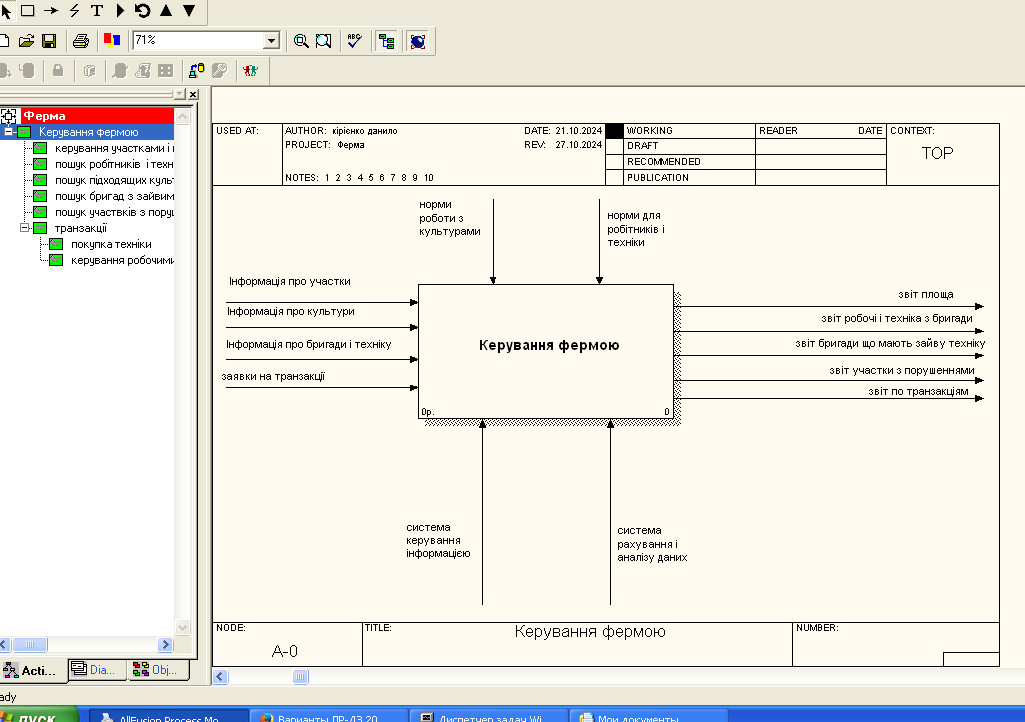 T
71%
ABC
Ферма
Керування фермою
керування участками і
пошук робітників і техн
пошук підходящих куль
пошук бригад з зайвим
пошук участвків з пору
транзакції
покупка техніки
керування робочими
Acti...
Dia...
Obj...
USED AT:
AUTHOR: кірієнко данило
DATE: 21.10.2024
PROJECT: Ферма
REV: 27.10.2024
NOTES: 1 2 3 4 5 6 7 8 9 10
WORKING
DRAFT
RECOMMENDED
PUBLICATION
READER
DATE
CONTEXT:
TOP
норми
роботи з
культурами
норми для
робітників і
техніки
Інформація про участки
Інформація про культури
Інформація про бригади і техніку
заявки на транзакції
Керування фермою
0р.
0
звіт площа
звіт робочі і техніка з бригади
звіт бригади що мають зайву техніку
звіт участки з порушеннями
звіт по транзакціям
система
керування
інформацією
система
рахування і
аналізу даних
NODE:
A-0
TITLE:
Керування фермою
NUMBER:
ady
пуск
AllFusion Process Mo
Варианты ПР-ДЗ 20
Диспетчер задач Wi
Мои документы